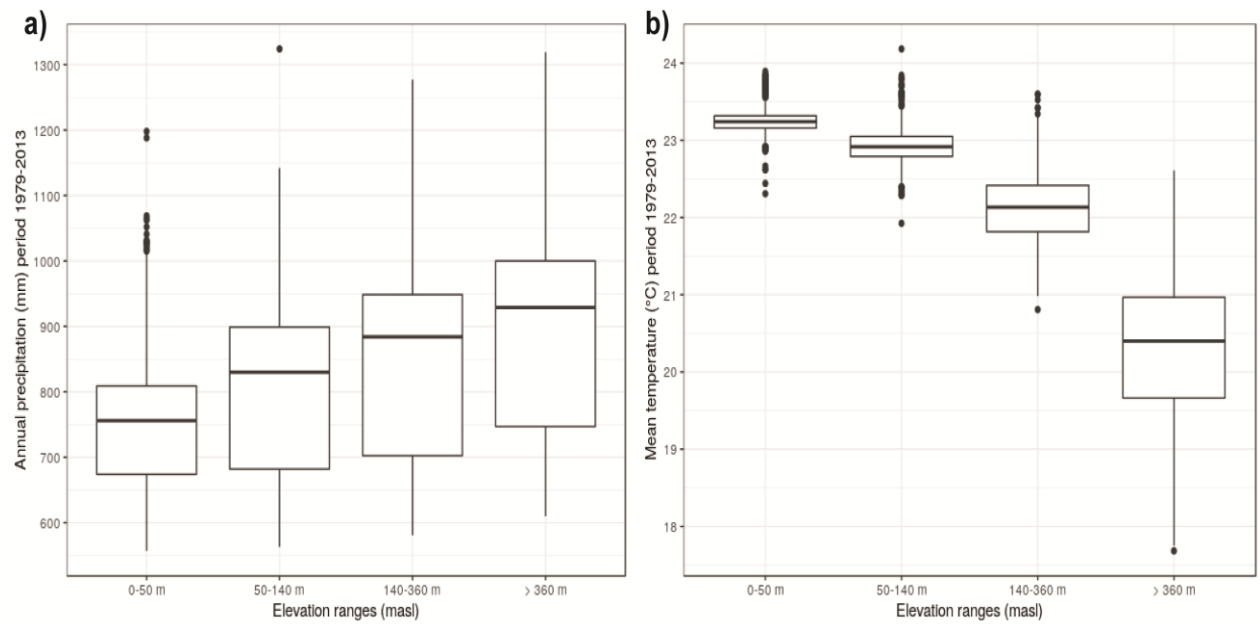 a)
Annual precipitation (mm) period 1979-2013
1300
1200
1100
1000
900
800
700
600
0-50 m
50-140 m
140-360 m
> 360 m
Elevation ranges (masl)
b)
Mean temperature (°C) period 1979-2013
24
23
22
21
20
19
18
0-50 m
50-140 m
140-360 m
> 360 m
Elevation ranges (masl)